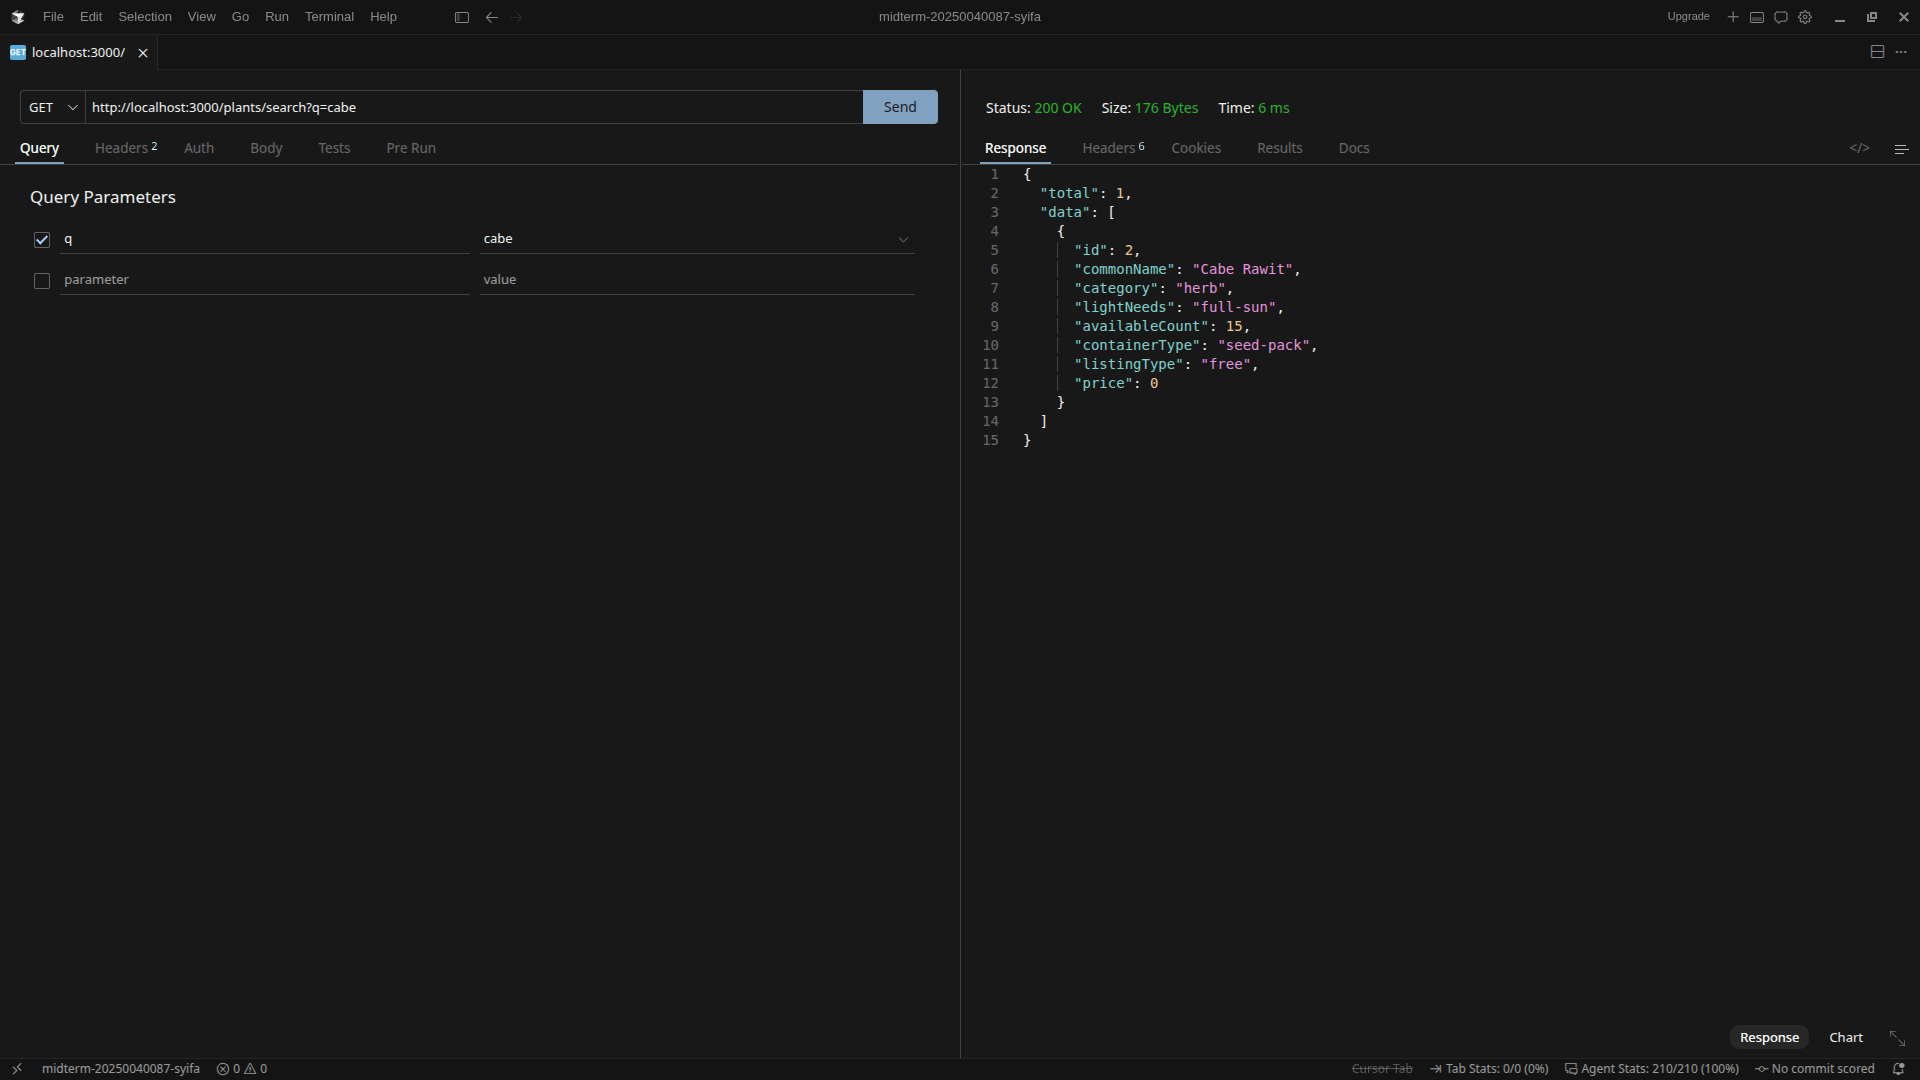 File Edit Selection View Go Run Terminal Help
midterm-20250040087-syifa
Upgrade
GET localhost:3000/
GET http://localhost:3000/plants/search?q=cabe Send
Query Headers 2 Auth Body Tests Pre Run
Query Parameters
q cabe
parameter value
Status: 200 OK Size: 176 Bytes Time: 6 ms
Response Headers 6 Cookies Results Docs </>
1 {
2 "total": 1,
3 "data": [
4 {
5 "id": 2,
6 "commonName": "Cabe Rawit",
7 "category": "herb",
8 "lightNeeds": "full-sun",
9 "availableCount": 15,
10 "containerType": "seed-pack",
11 "listingType": "free",
12 "price": 0
13 }
14 ]
15 }
Response Chart
midterm-20250040087-syifa 0 0 Cursor Tab Tab Stats: 0/0 (0%) Agent Stats: 210/210 (100%) No commit scored